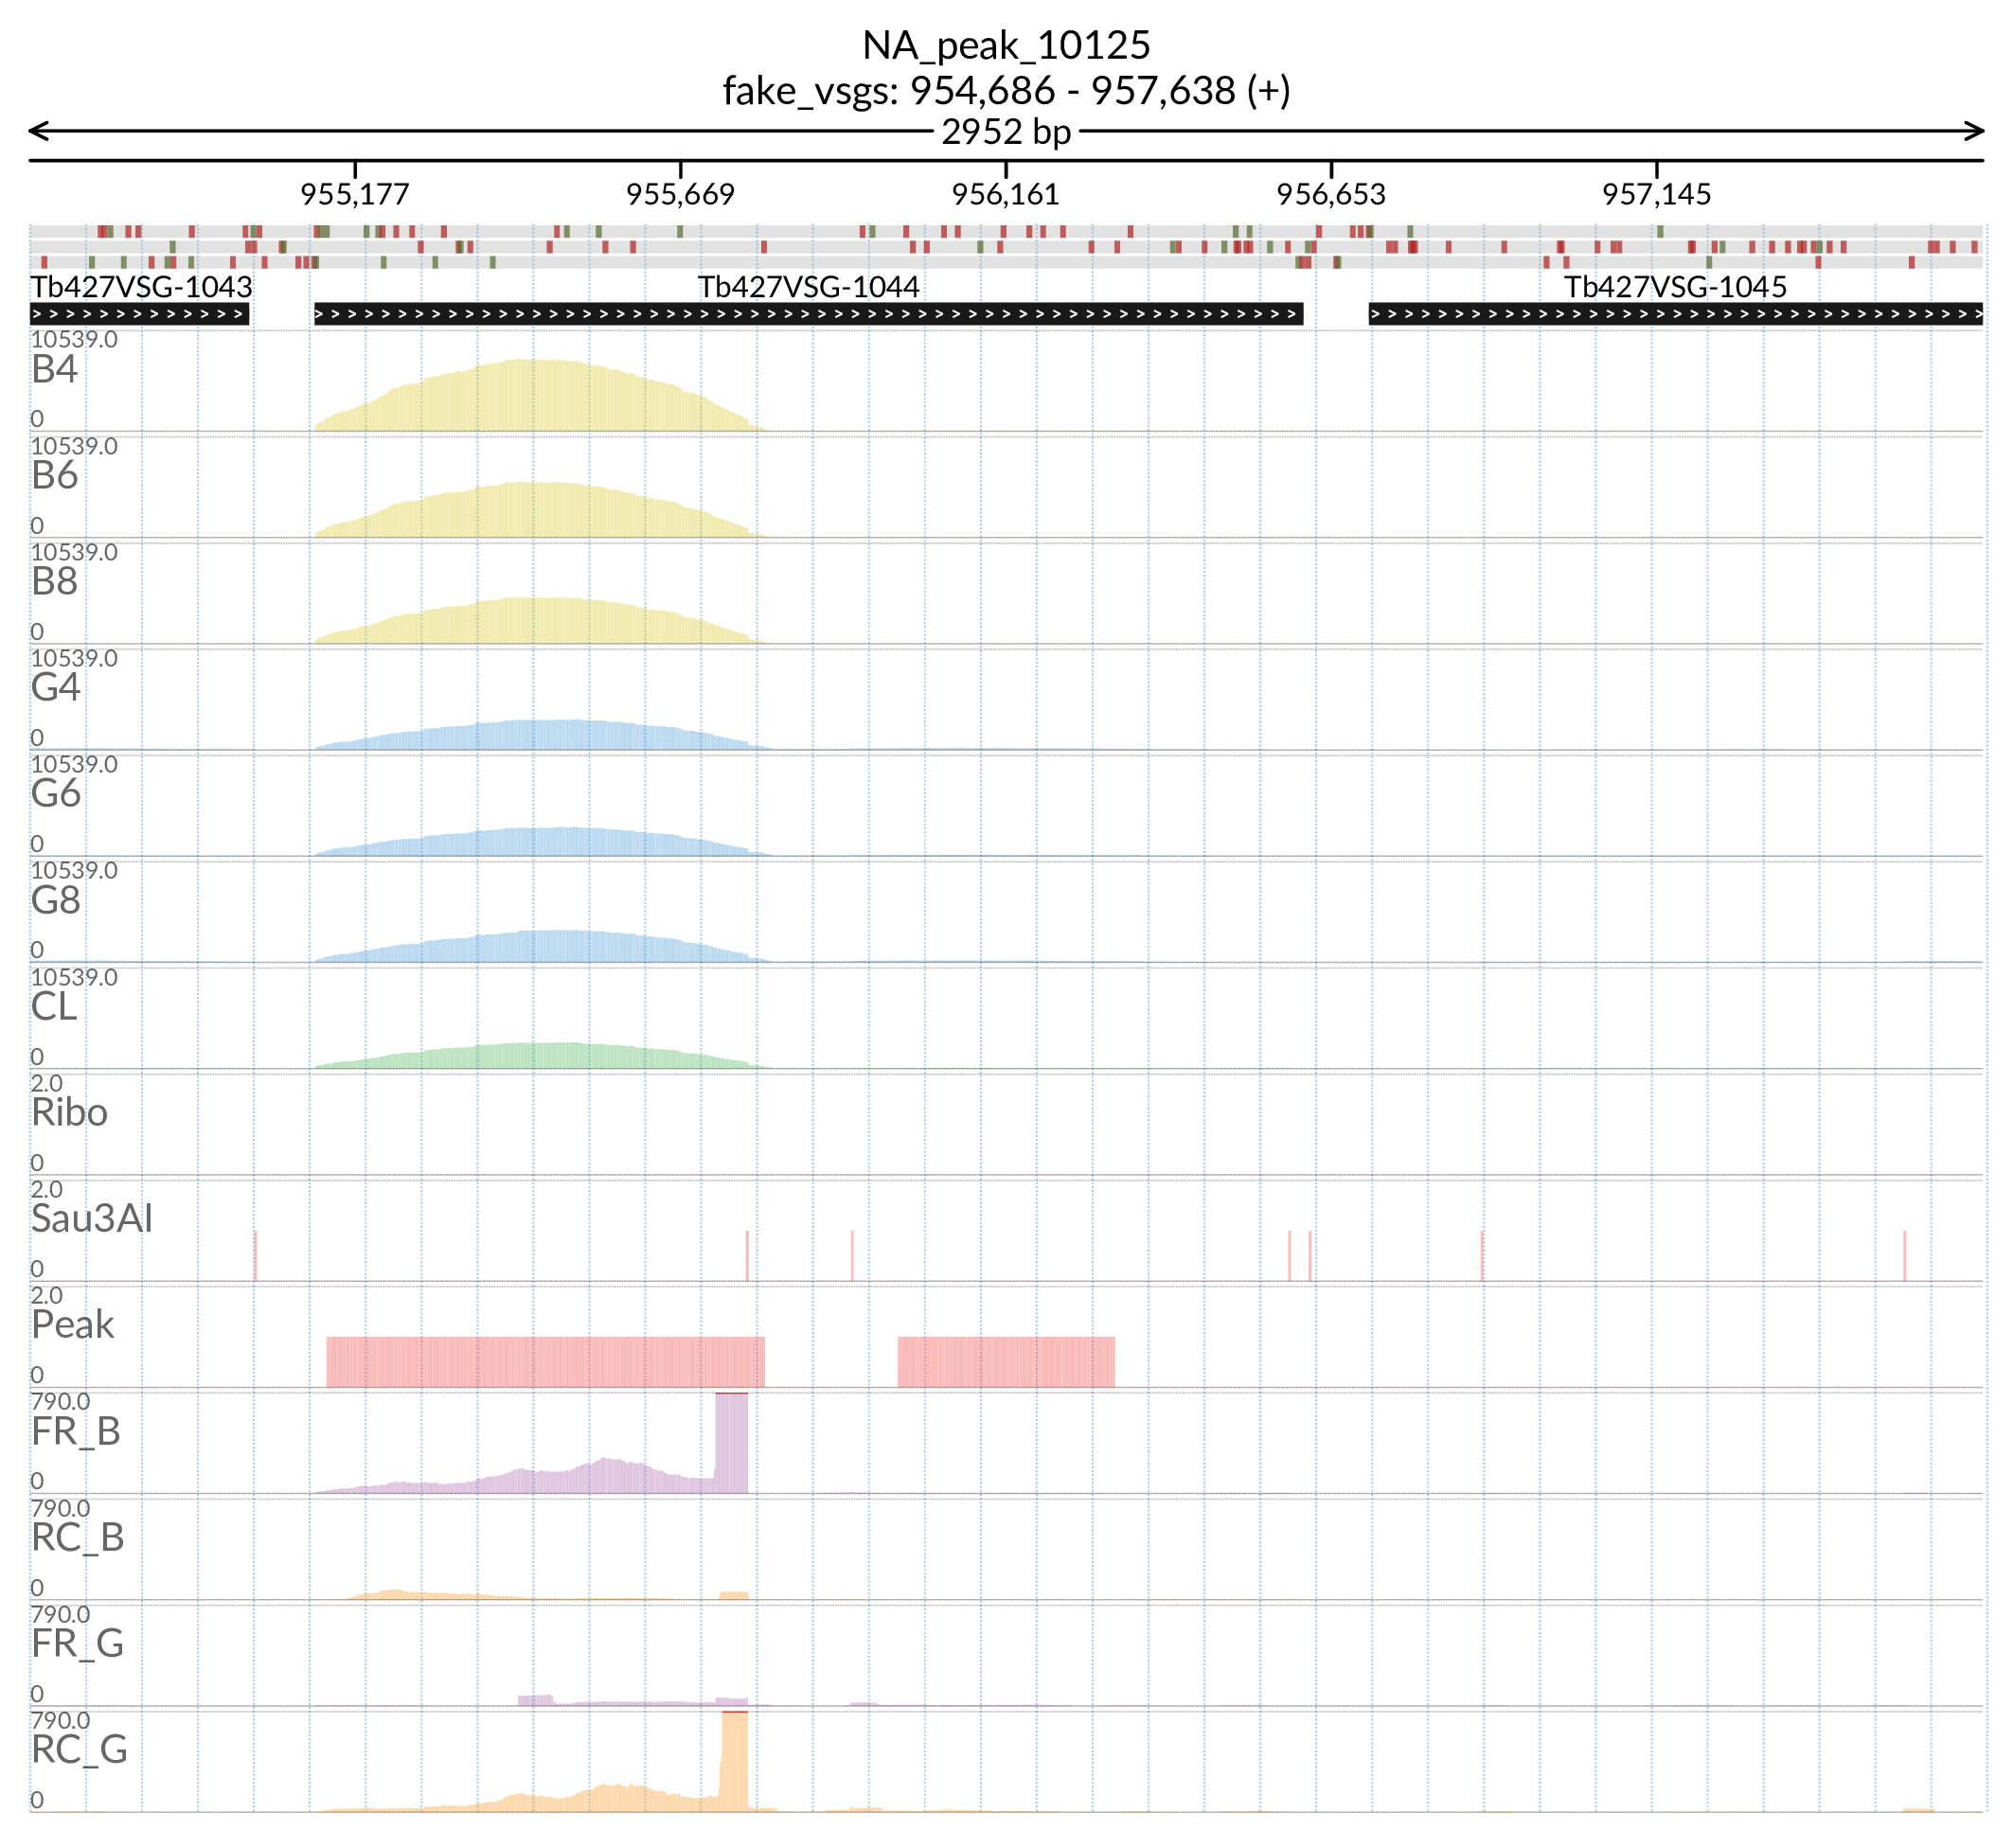 NA_peak_10125
fake_vsgs: 954,686 - 957,638 (+)
2952 bp
955,177 955,669 956,161 956,653 957,145
Tb427VSG-1043 Tb427VSG-1044 Tb427VSG-1045
10539.0
B4
0
10539.0
B6
0
10539.0
B8
0
10539.0
G4
0
10539.0
G6
0
10539.0
G8
0
10539.0
CL
0
2.0
Ribo
0
2.0
Sau3AI
0
2.0
Peak
0
790.0
FR_B
0
790.0
RC_B
0
790.0
FR_G
0
790.0
RC_G
0